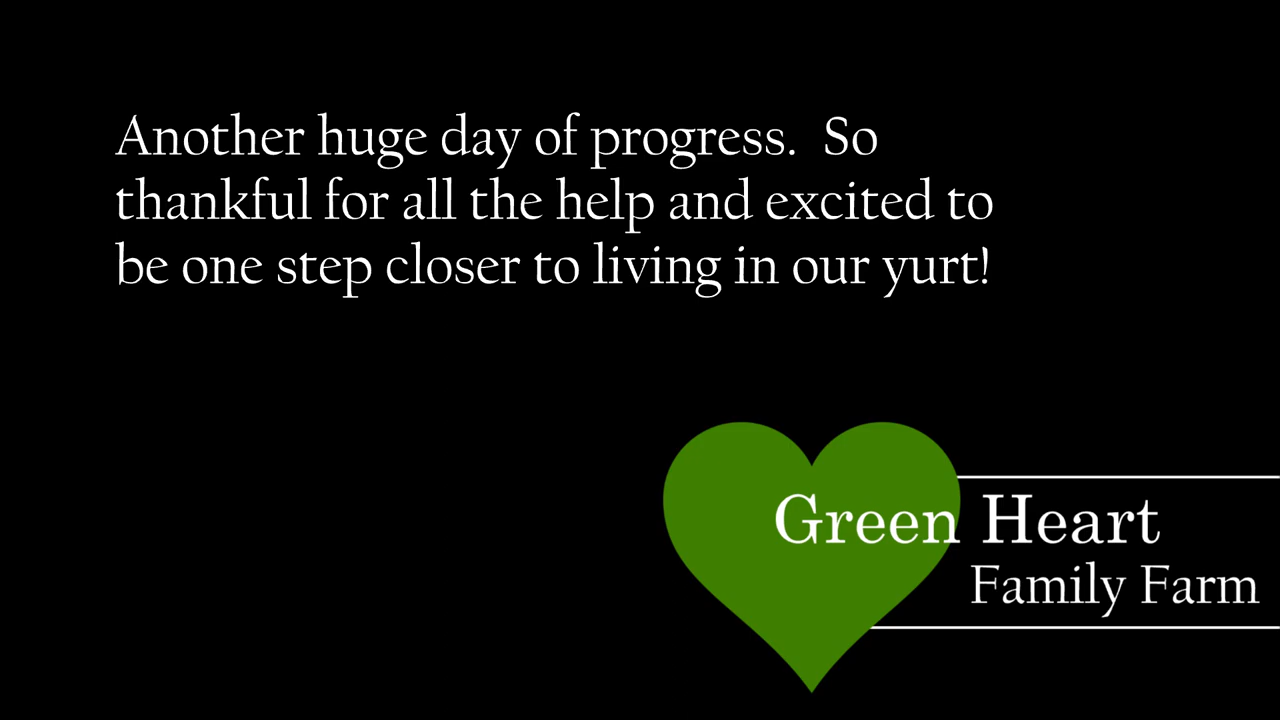 Another huge day of progress.  So
thankful for all the help and excited to
be one step closer to living in our yurt!
Green Heart
Family Farm